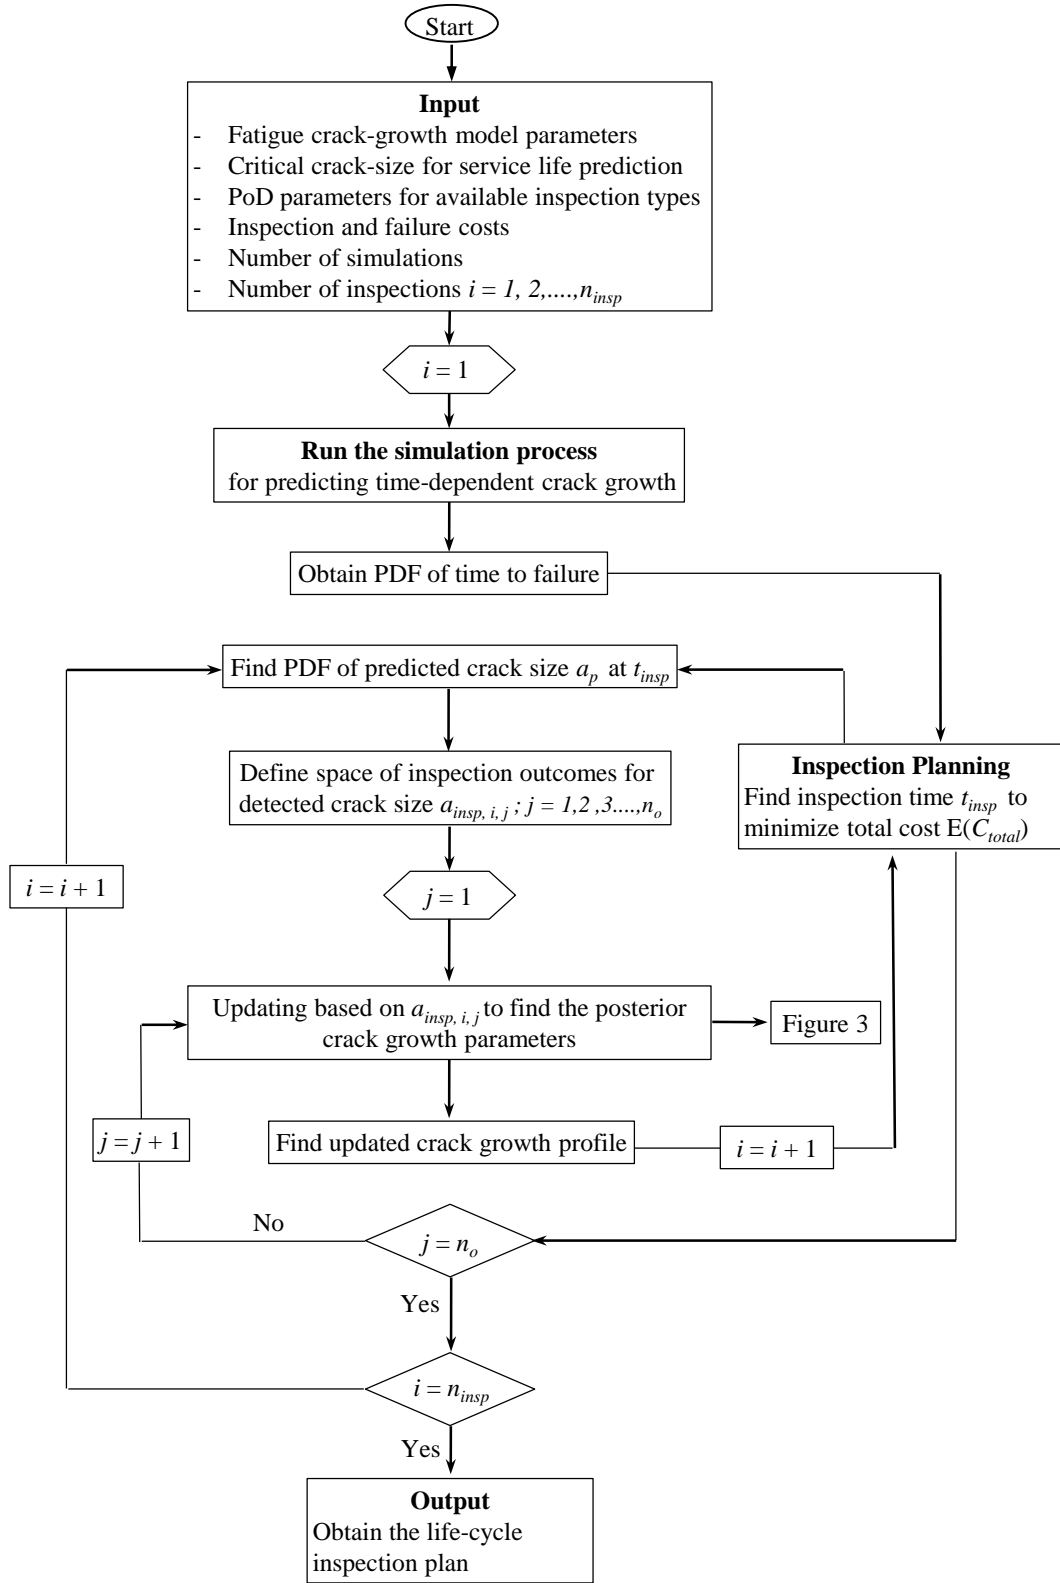 Start
Input
- Fatigue crack-growth model parameters
- Critical crack-size for service life prediction
- PoD parameters for available inspection types
- Inspection and failure costs
- Number of simulations
- Number of inspections i = 1, 2,....,n_insp
i = 1
Run the simulation process
for predicting time-dependent crack growth
Obtain PDF of time to failure
Find PDF of predicted crack size a_p at t_insp
Inspection Planning
Find inspection time t_insp to
minimize total cost E(C_total)
Define space of inspection outcomes for
detected crack size a_insp, i, j ; j = 1,2 ,3....,n_o
i = i + 1
j = 1
Updating based on a_insp, i, j to find the posterior
crack growth parameters
Figure 3
j = j + 1
Find updated crack growth profile
i = i + 1
No
j = n_o
Yes
i = n_insp
Yes
Output
Obtain the life-cycle
inspection plan